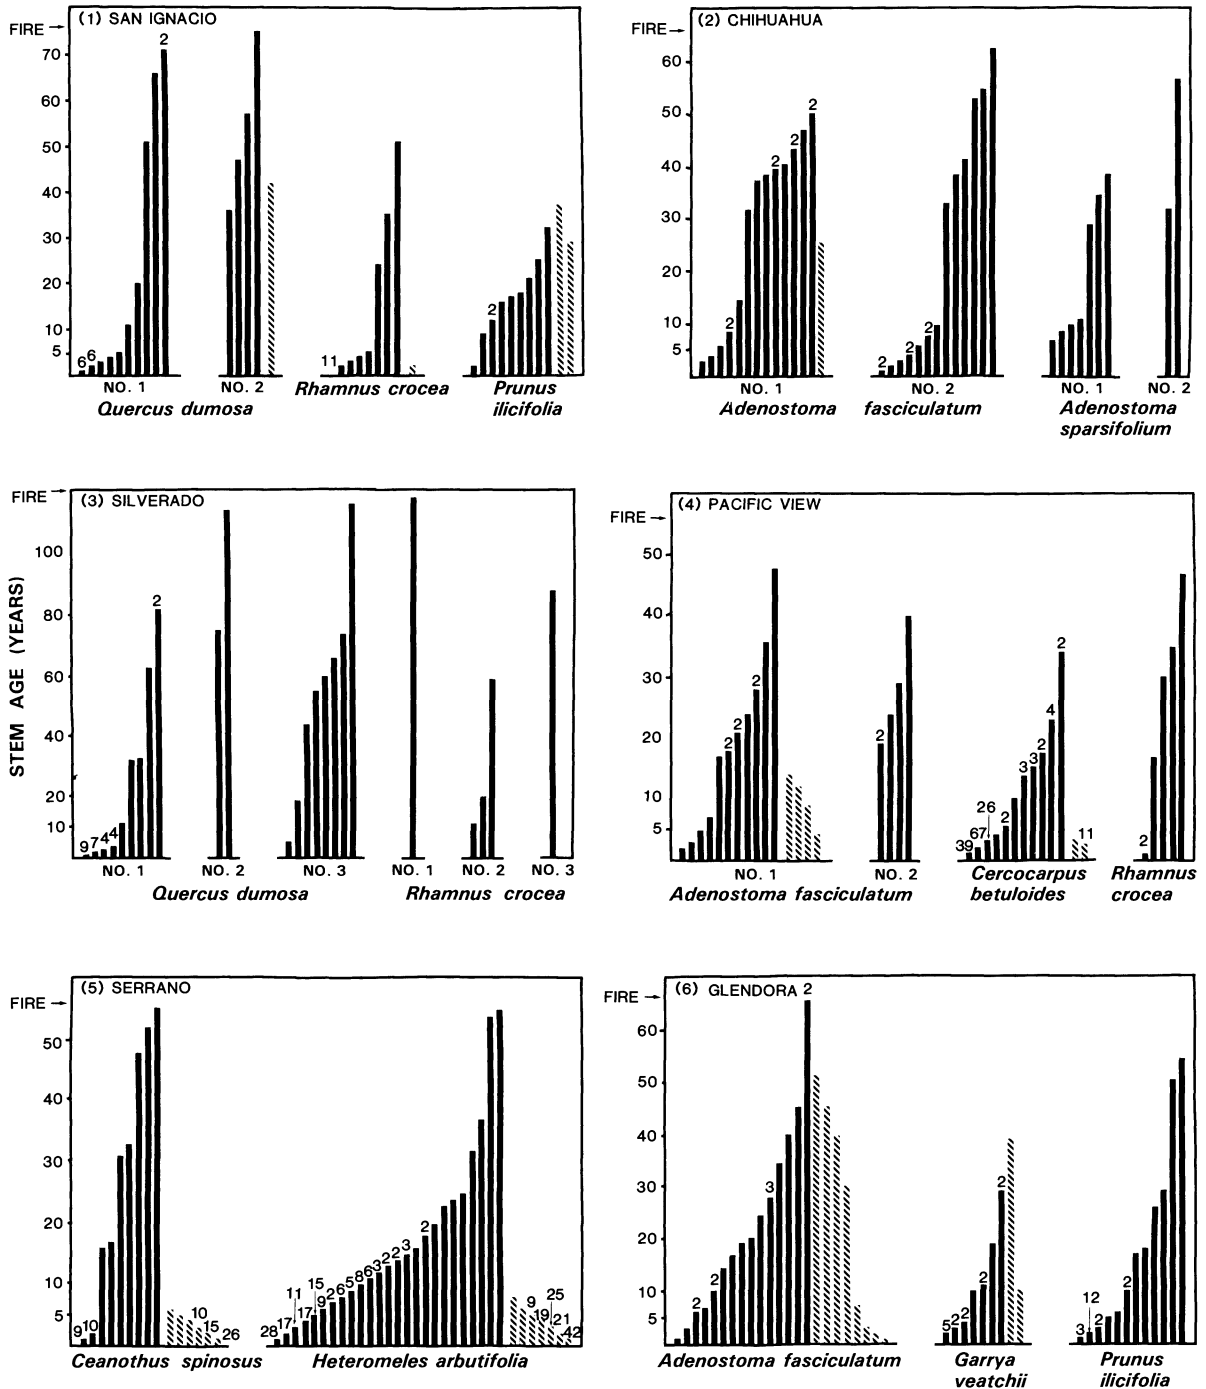 (1) SAN IGNACIO
FIRE →
70
60
50
40
30
20
10
5
6 6 2 2 11
NO. 1 NO. 2
Quercus dumosa
Rhamnus crocea
Prunus
ilicifolia
(2) CHIHUAHUA
FIRE →
60
50
40
30
20
10
5
2 2 2 2 2 2 2
NO. 1 NO. 2 NO. 1 NO. 2
Adenostoma fasciculatum
Adenostoma
sparsifolium
STEM AGE (YEARS)
(3) SILVERADO
FIRE →
100
80
60
40
20
10
9 7 4 4 2
NO. 1 NO. 2 NO. 3 NO. 1 NO. 2 NO. 3
Quercus dumosa Rhamnus crocea
(4) PACIFIC VIEW
FIRE →
50
40
30
20
10
5
2 2 2 2 39 67 26 2 3 3 2 4 2 11 2
NO. 1 NO. 2
Adenostoma fasciculatum
Cercocarpus
betuloides
Rhamnus
crocea
(5) SERRANO
FIRE →
50
40
30
20
10
5
9 10 10 15 26 28 17 11 17 15 9 2 6 5 8 6 3 2 2 3 2 9 19 25 21 42
Ceanothus spinosus Heteromeles arbutifolia
(6) GLENDORA
FIRE →
60
50
40
30
20
10
5
2 2 3 2 5 2 2 2 2 3 12 2 2
Adenostoma fasciculatum
Garrya
veatchii
Prunus
ilicifolia